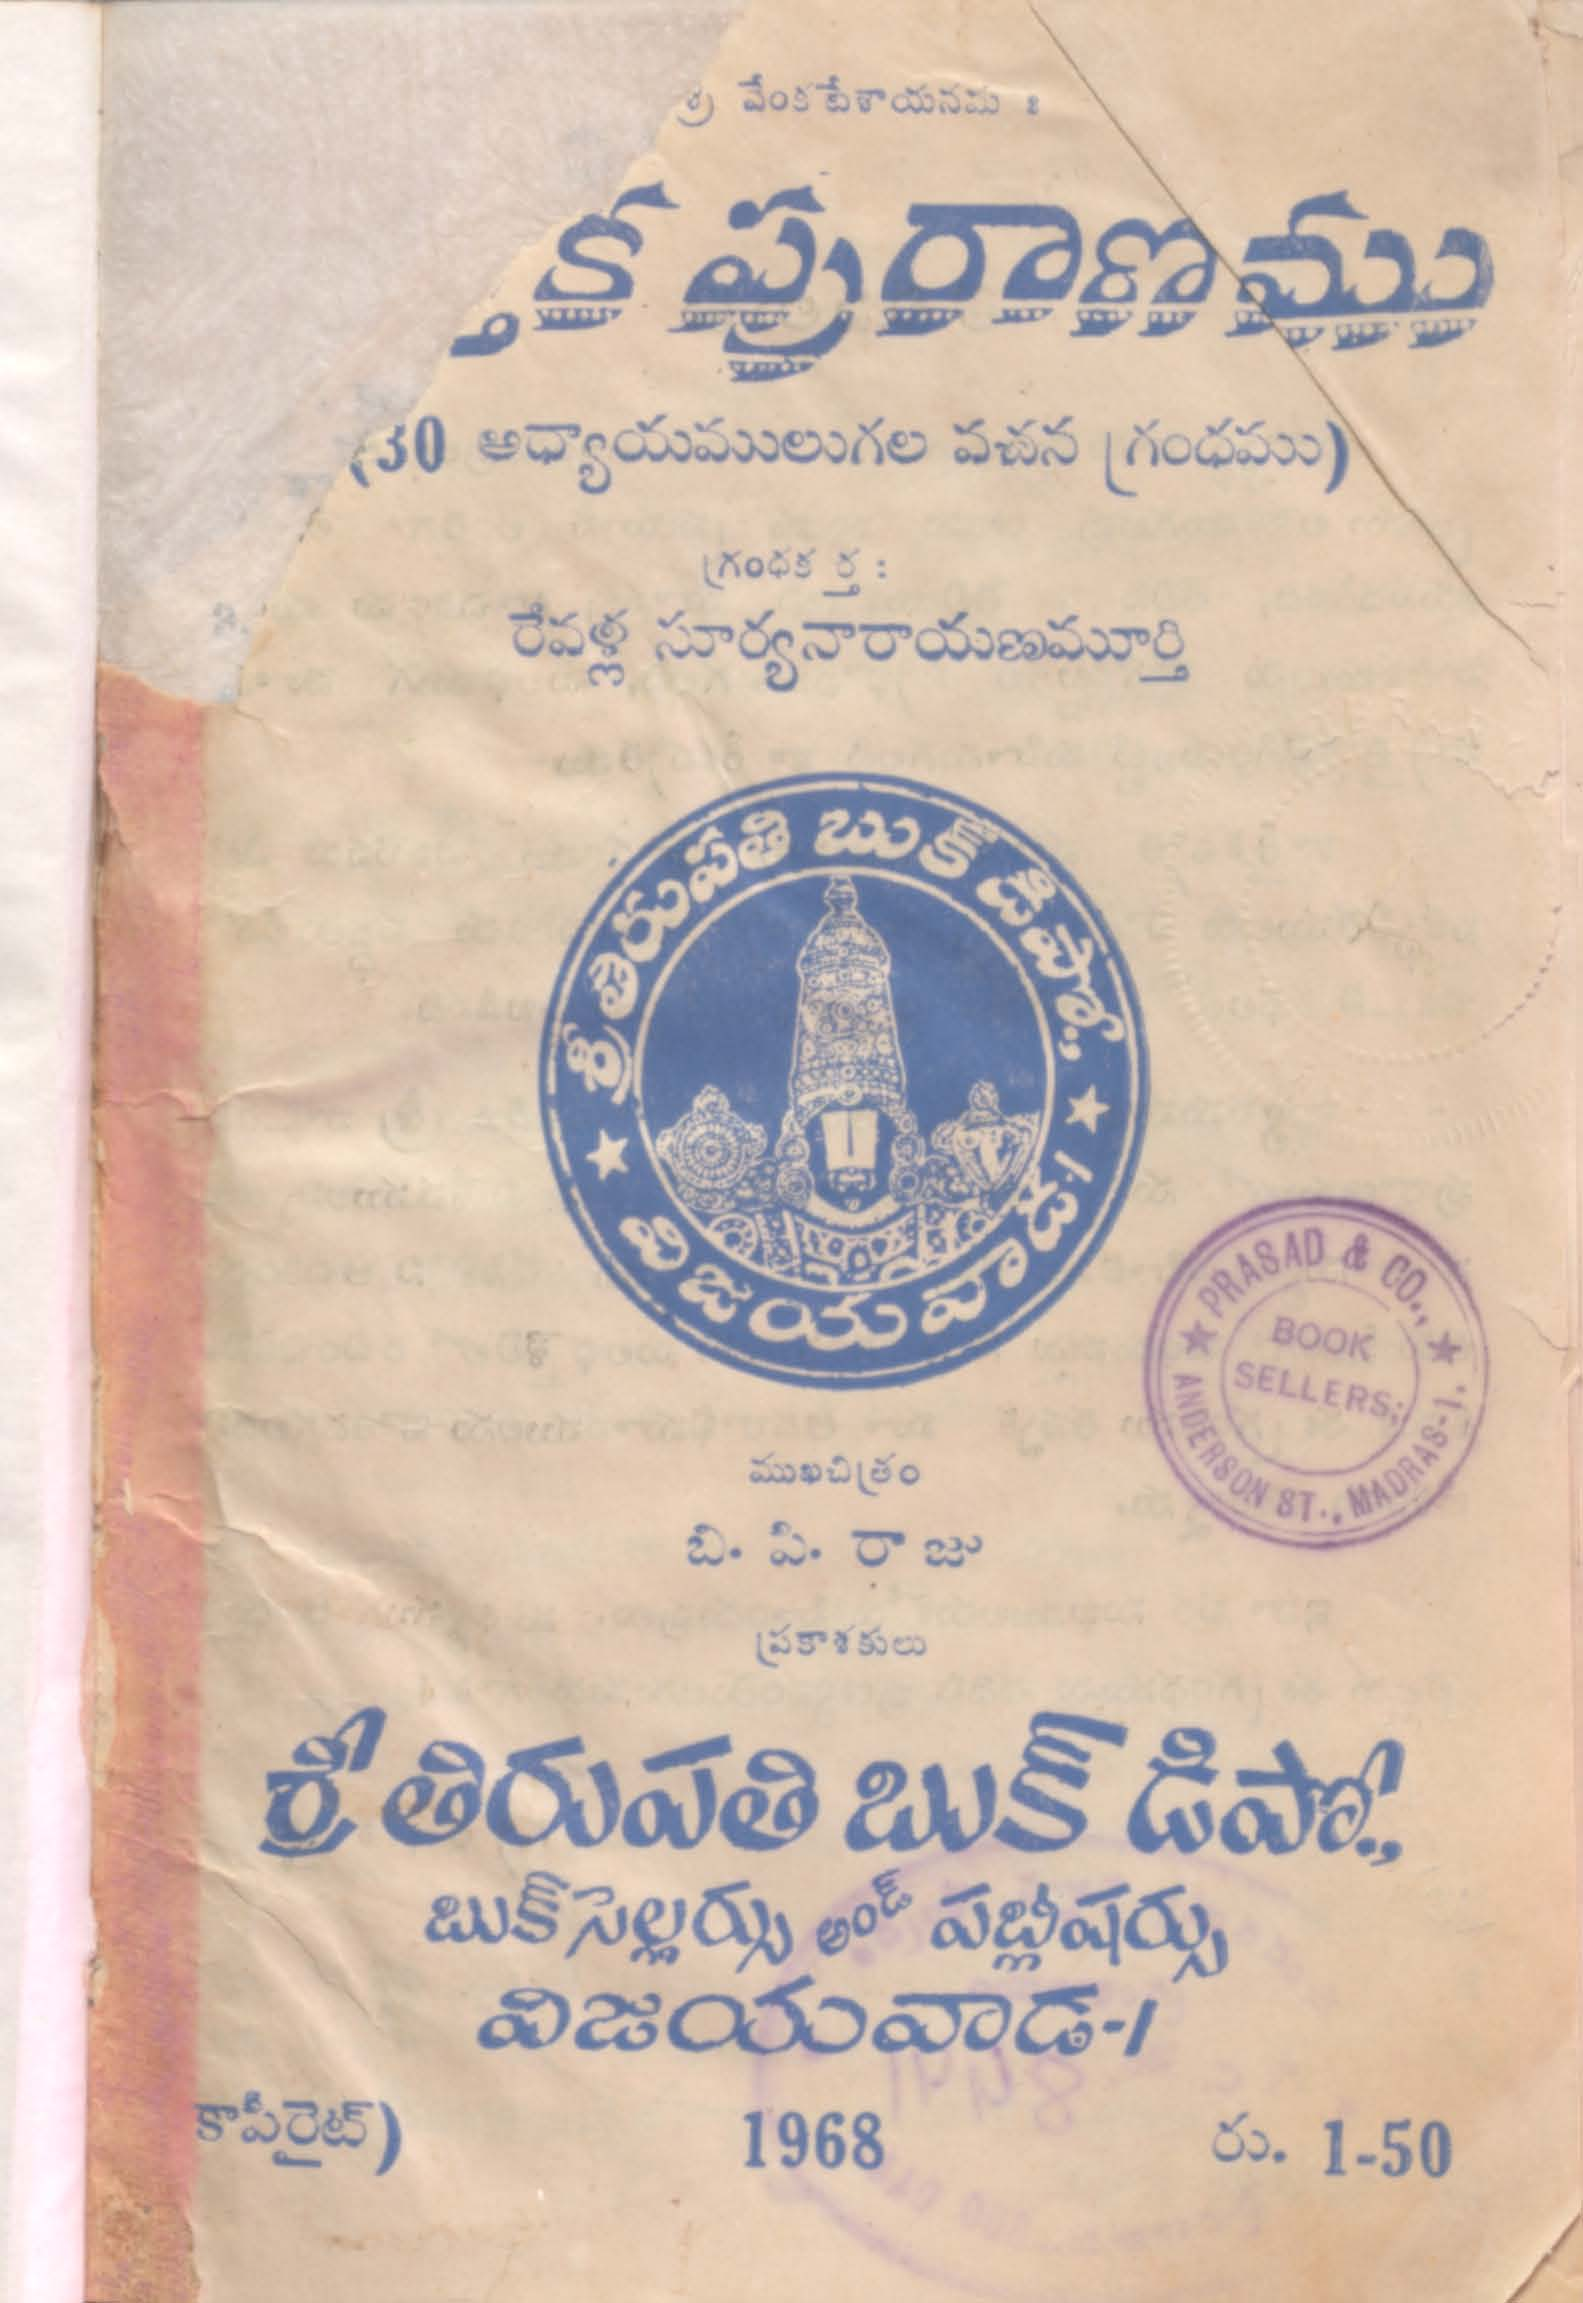 శ్రీ వేంకటేశాయనమః
ర్తిక పురాణము
(30 అధ్యాయములుగల వచన గ్రంధము)
గ్రంధకర్త :
రేవళ్ల సూర్యనారాయణమూర్తి
శ్రీ తిరుపతి బుక్ డిపో.,
★ విజయవాడ-1 ★
★ PRASAD & CO., ★
BOOK
SELLERS;
ANDERSON ST., MADRAS-1.
ముఖచిత్రం
బి. పి. రాజు
ప్రకాశకులు
శ్రీ తిరుపతి బుక్ డిపో.,
బుక్‌సెల్లర్సు అండ్ పబ్లీషర్సు
విజయవాడ-1
కాపీరైట్)
1968
రు. 1-50